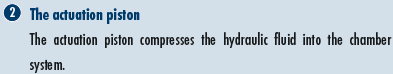 2 The actuation piston
The actuation piston compresses the hydraulic fluid into the chamber
system.